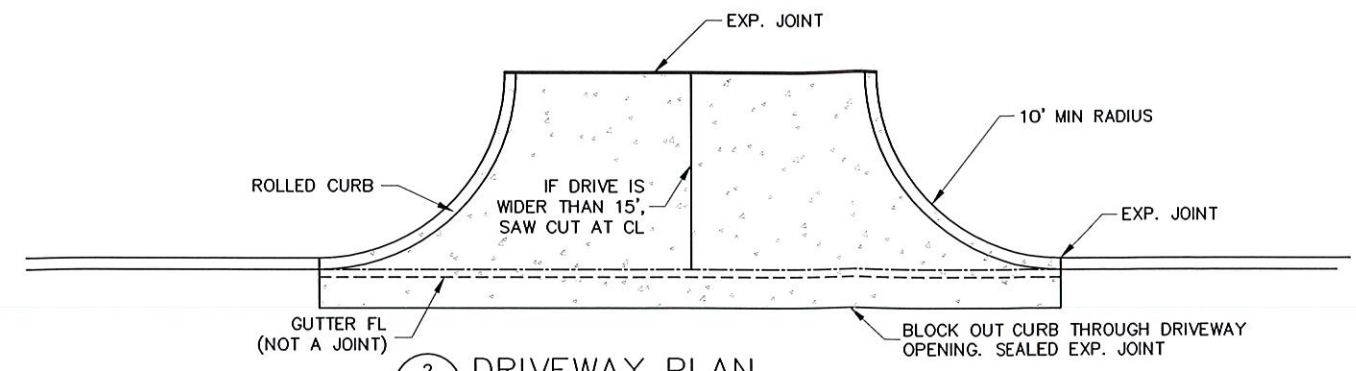 EXP. JOINT
10' MIN RADIUS
ROLLED CURB
IF DRIVE IS
WIDER THAN 15',
SAW CUT AT CL
EXP. JOINT
GUTTER FL
(NOT A JOINT)
BLOCK OUT CURB THROUGH DRIVEWAY
OPENING. SEALED EXP. JOINT
2 DRIVEWAY PLAN